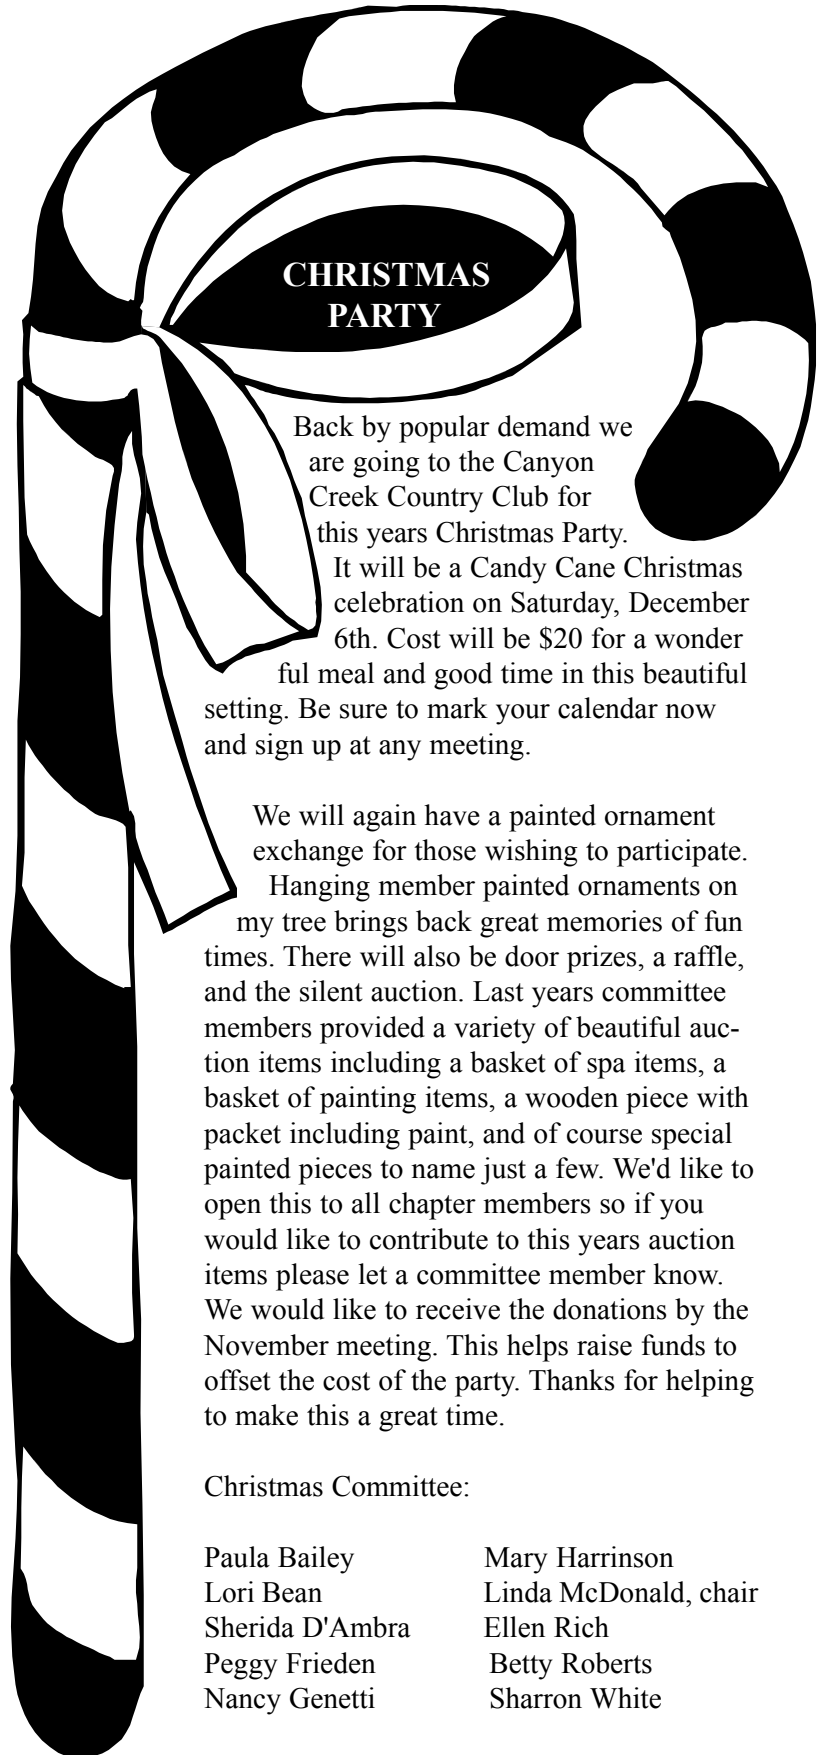 CHRISTMAS
PARTY
Back by popular demand we
are going to the Canyon
Creek Country Club for
this years Christmas Party.
It will be a Candy Cane Christmas
celebration on Saturday, December
6th. Cost will be $20 for a wonder
ful meal and good time in this beautiful
setting. Be sure to mark your calendar now
and sign up at any meeting.
We will again have a painted ornament
exchange for those wishing to participate.
Hanging member painted ornaments on
my tree brings back great memories of fun
times. There will also be door prizes, a raffle,
and the silent auction. Last years committee
members provided a variety of beautiful auc-
tion items including a basket of spa items, a
basket of painting items, a wooden piece with
packet including paint, and of course special
painted pieces to name just a few. We'd like to
open this to all chapter members so if you
would like to contribute to this years auction
items please let a committee member know.
We would like to receive the donations by the
November meeting. This helps raise funds to
offset the cost of the party. Thanks for helping
to make this a great time.
Christmas Committee:
Paula Bailey
Lori Bean
Sherida D'Ambra
Peggy Frieden
Nancy Genetti
Mary Harrinson
Linda McDonald, chair
Ellen Rich
Betty Roberts
Sharron White